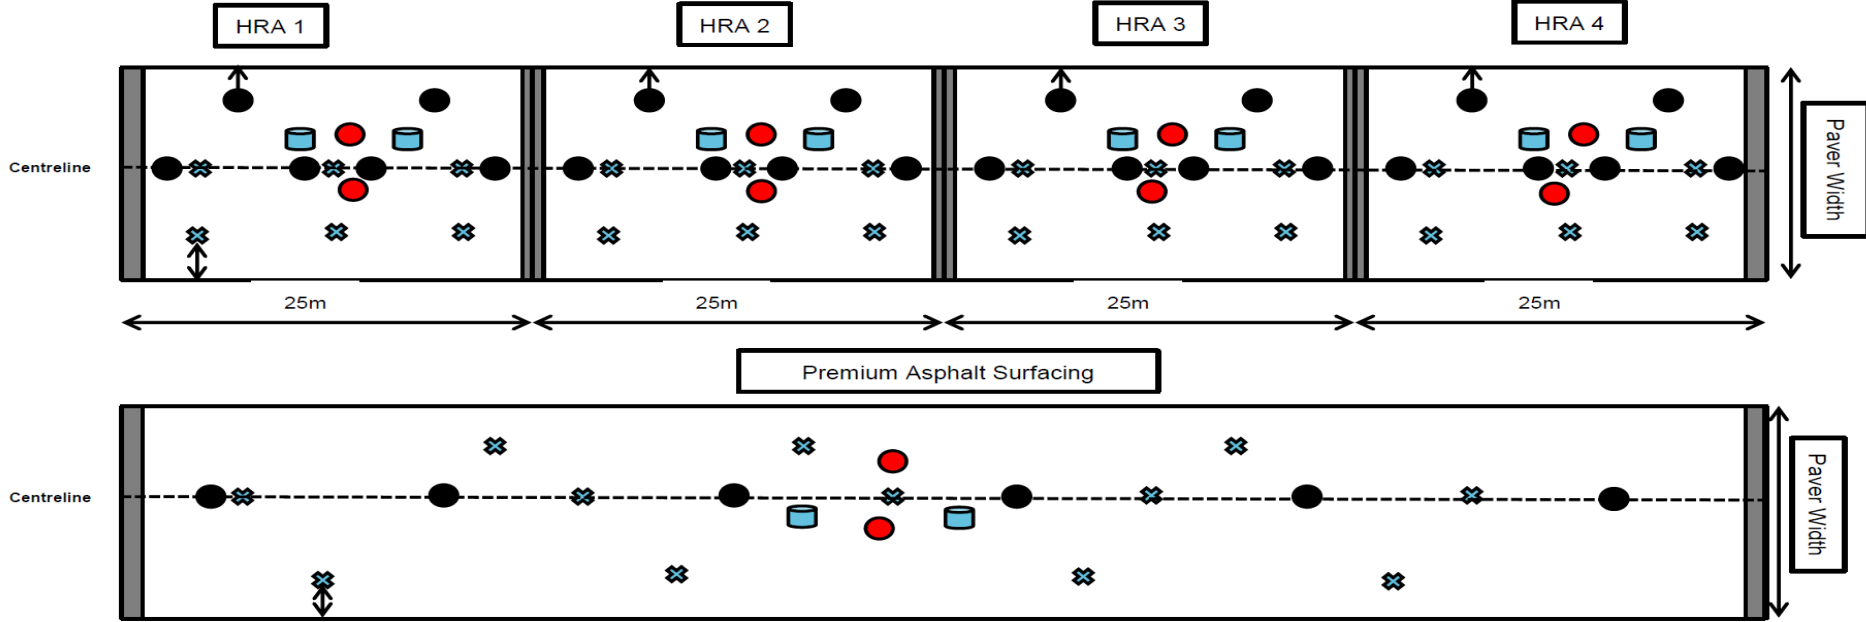 HRA 1
HRA 2
HRA 3
HRA 4
Centreline
Paver Width
25m
25m
25m
25m
Premium Asphalt Surfacing
Centreline
Paver Width